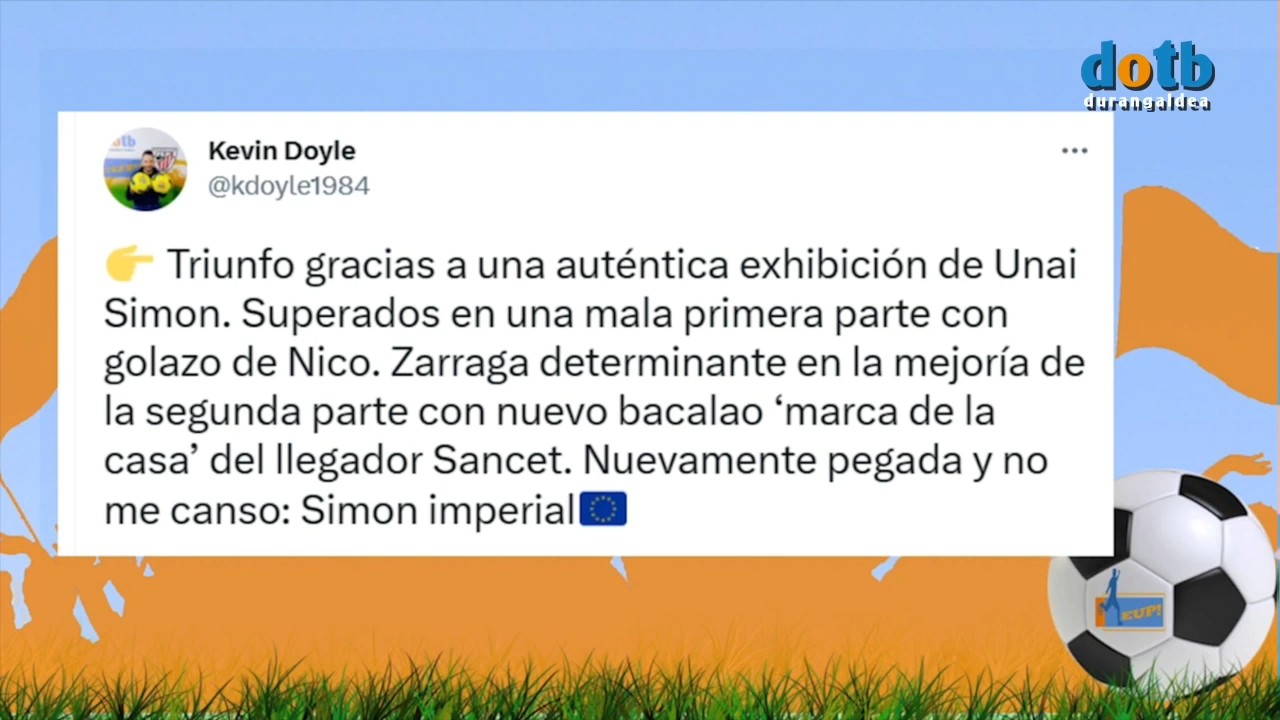 dotb
durangaldea
Kevin Doyle
@kdoyle1984
👉 Triunfo gracias a una auténtica exhibición de Unai
Simon. Superados en una mala primera parte con
golazo de Nico. Zarraga determinante en la mejoría de
la segunda parte con nuevo bacalao ‘marca de la
casa’ del llegador Sancet. Nuevamente pegada y no
me canso: Simon imperial🇪🇺
EUP!